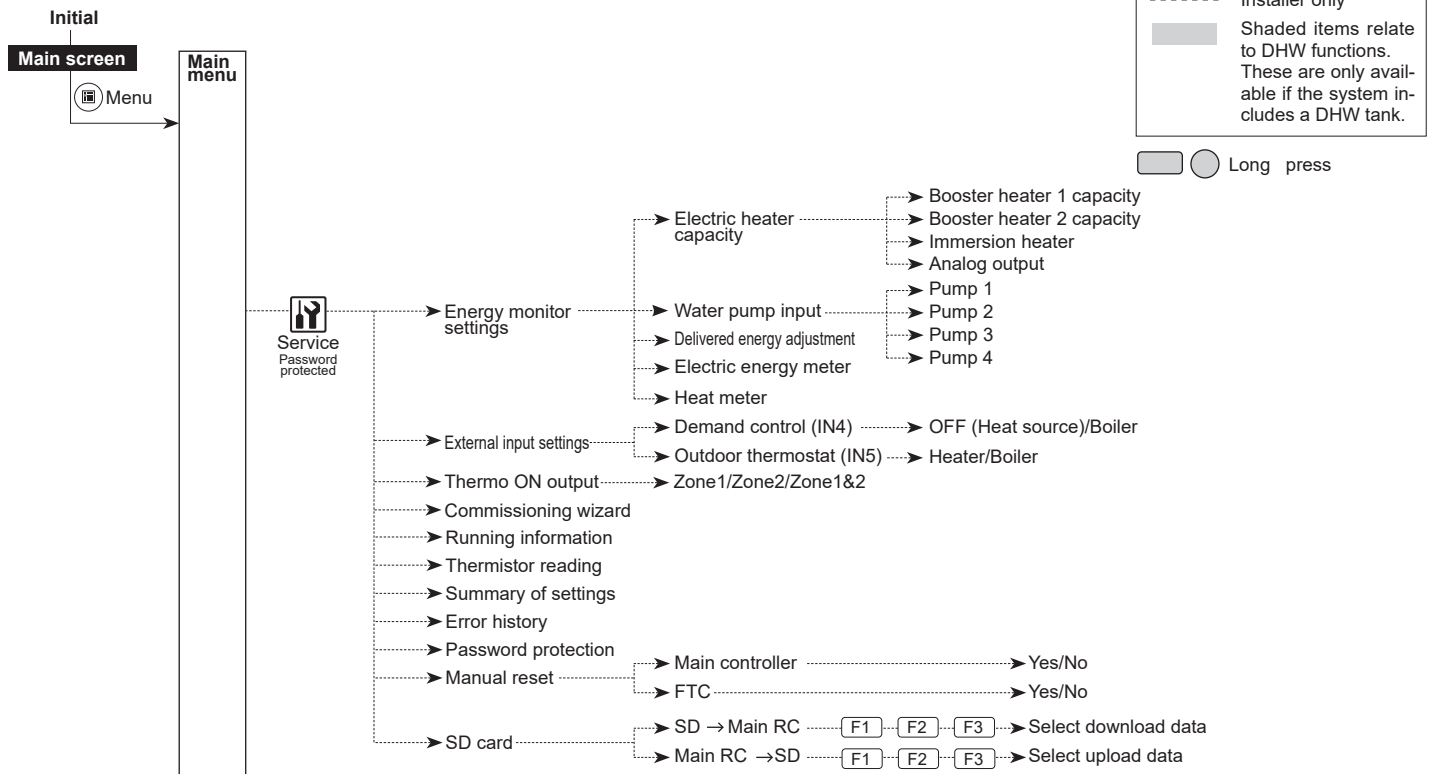 Installer only
Shaded items relate
to DHW functions.
These are only avail-
able if the system in-
cludes a DHW tank.
Long press
Initial
Main screen
Menu
Main
menu
Service
Password
protected
Energy monitor
settings
Electric heater
capacity
Booster heater 1 capacity
Booster heater 2 capacity
Immersion heater
Analog output
Water pump input
Pump 1
Pump 2
Pump 3
Pump 4
Delivered energy adjustment
Electric energy meter
Heat meter
External input settings
Demand control (IN4)
OFF (Heat source)/Boiler
Outdoor thermostat (IN5)
Heater/Boiler
Thermo ON output
Zone1/Zone2/Zone1&2
Commissioning wizard
Running information
Thermistor reading
Summary of settings
Error history
Password protection
Manual reset
Main controller
Yes/No
FTC
Yes/No
SD card
SD → Main RC
F1
F2
F3
Select download data
Main RC →SD
F1
F2
F3
Select upload data